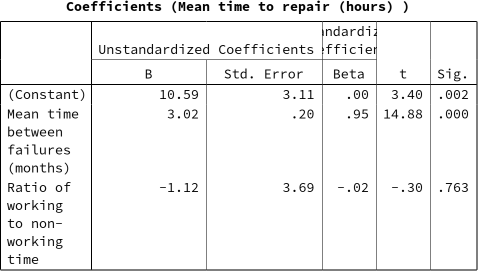 Coefficients (Mean time to repair (hours) )
Unstandardized Coefficients
B Std. Error Beta t Sig.
(Constant) 10.59 3.11 .00 3.40 .002
Mean time between failures (months) 3.02 .20 .95 14.88 .000
Ratio of working to non-working time -1.12 3.69 -.02 -.30 .763